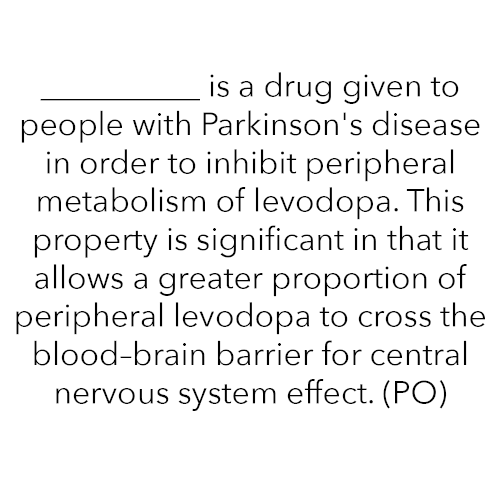 ___________ is a drug given to
people with Parkinson's disease
in order to inhibit peripheral
metabolism of levodopa. This
property is significant in that it
allows a greater proportion of
peripheral levodopa to cross the
blood–brain barrier for central
nervous system effect. (PO)